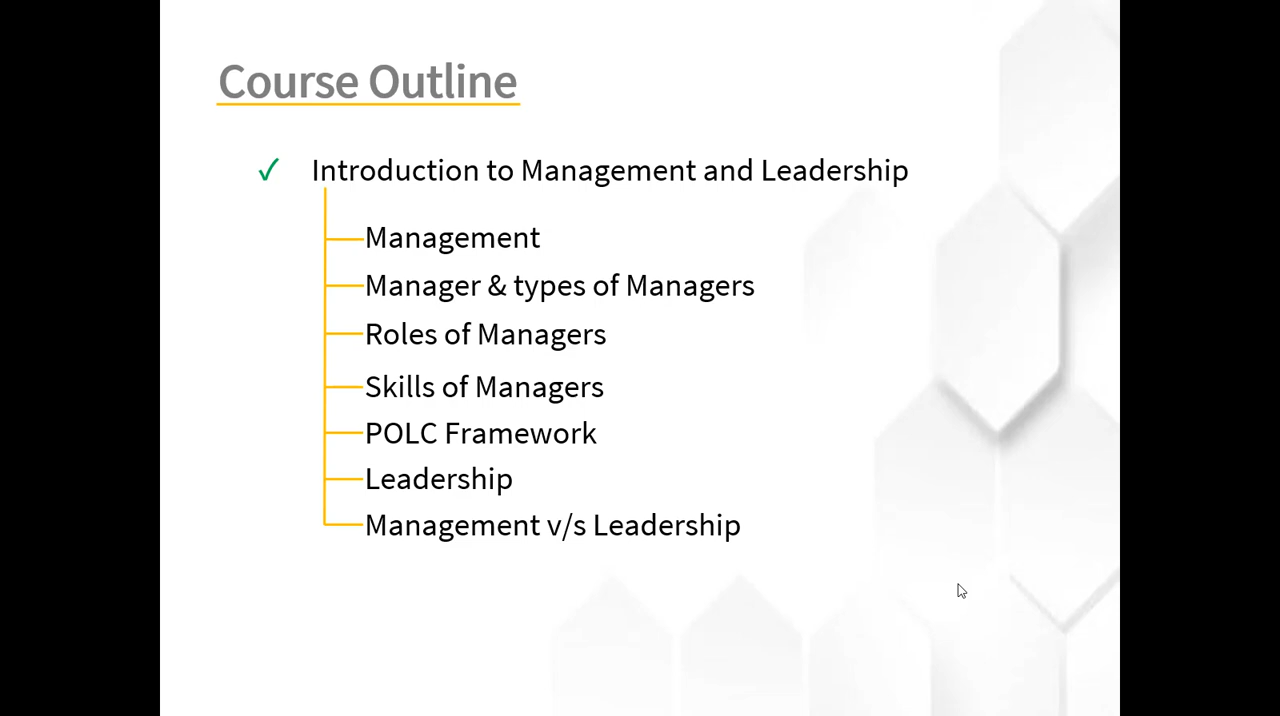 Course Outline
✓ Introduction to Management and Leadership
Management
Manager & types of Managers
Roles of Managers
Skills of Managers
POLC Framework
Leadership
Management v/s Leadership